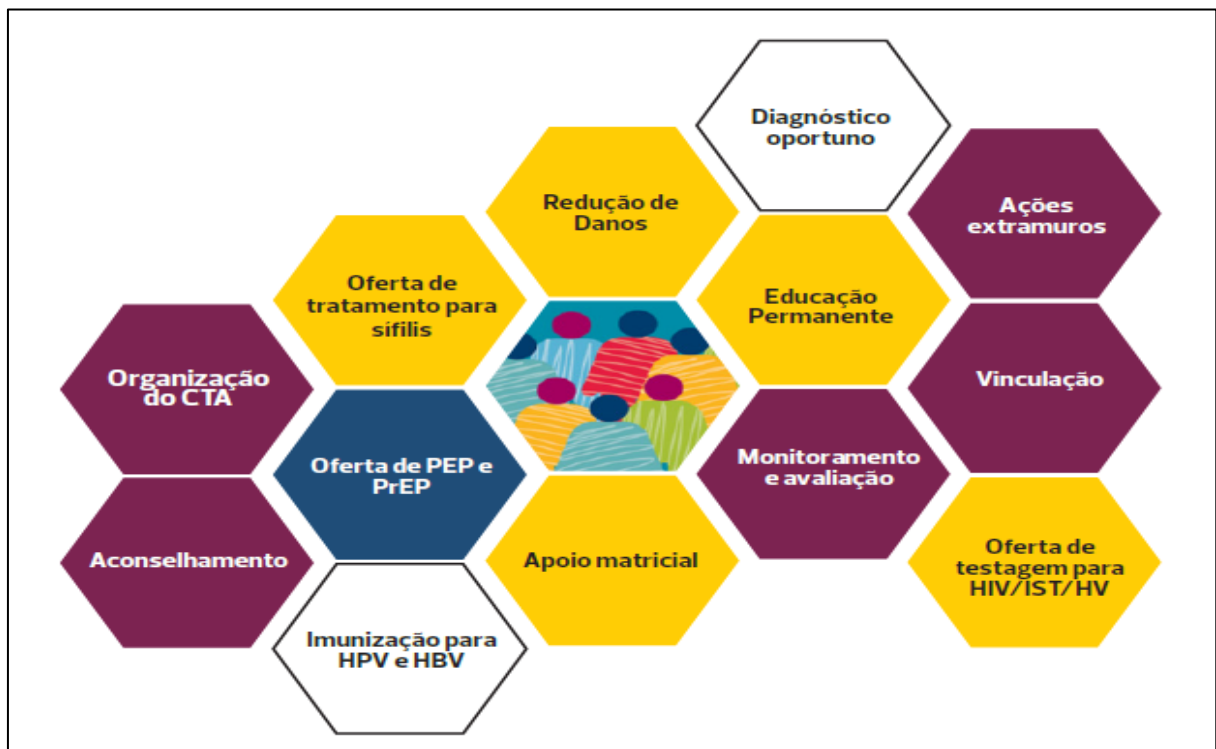 Diagnóstico
oportuno
Redução de
Danos
Ações
extramuros
Oferta de
tratamento para
sífilis
Educação
Permanente
Organização
do CTA
Vinculação
Oferta de PEP e
PrEP
Monitoramento
e avaliação
Aconselhamento
Apoio matricial
Oferta de
testagem para
HIV/IST/HV
Imunização para
HPV e HBV